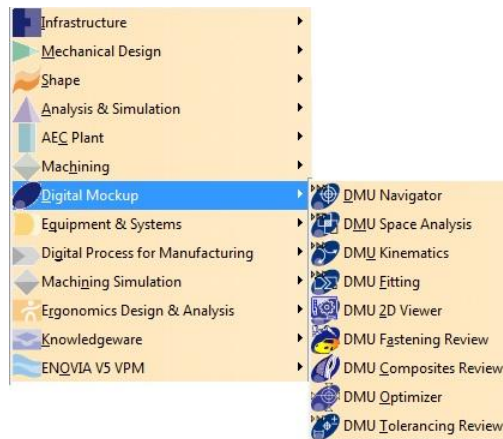 Infrastructure
Mechanical Design
Shape
Analysis & Simulation
AEC Plant
Machining
Digital Mockup
Equipment & Systems
Digital Process for Manufacturing
Machining Simulation
Ergonomics Design & Analysis
Knowledgeware
ENOVIA V5 VPM
DMU Navigator
DMU Space Analysis
DMU Kinematics
DMU Fitting
DMU 2D Viewer
DMU Fastening Review
DMU Composites Review
DMU Optimizer
DMU Tolerancing Review